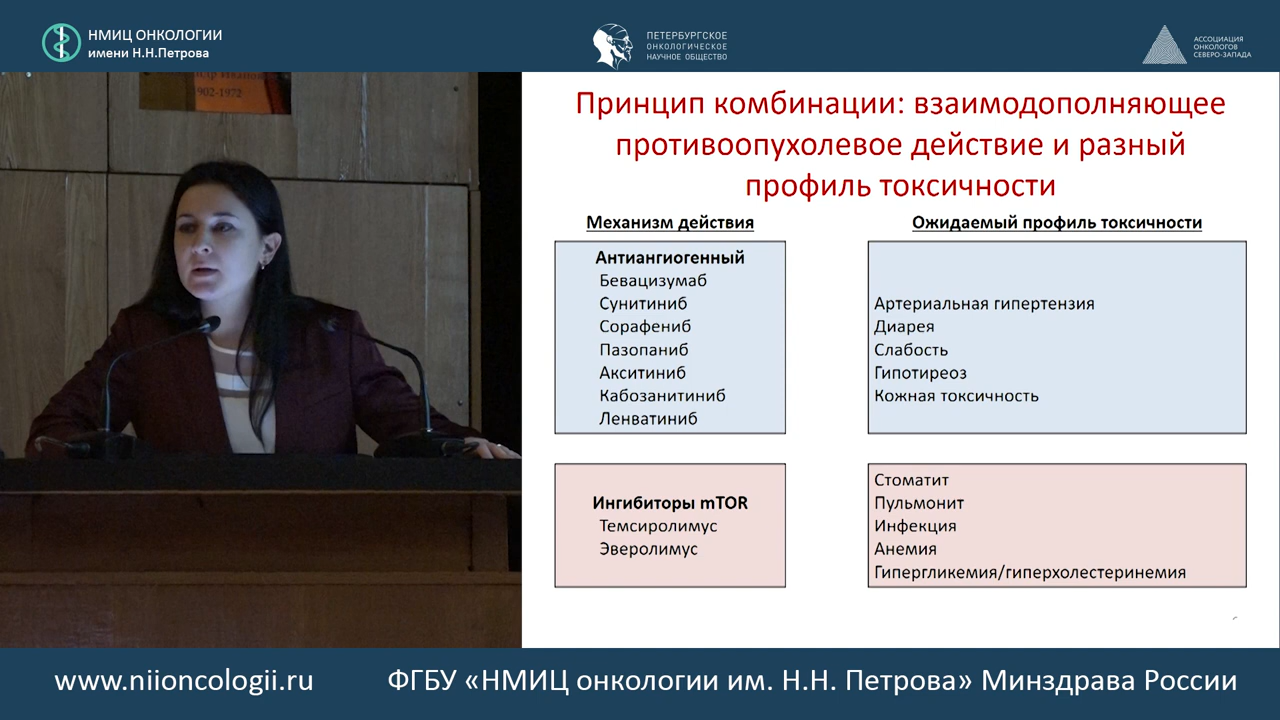 НМИЦ ОНКОЛОГИИ
имени Н.Н.Петрова
ПЕТЕРБУРГСКОЕ
ОНКОЛОГИЧЕСКОЕ
НАУЧНОЕ ОБЩЕСТВО
АССОЦИАЦИЯ
ОНКОЛОГОВ
СЕВЕРО-ЗАПАДА
902-1972
Принцип комбинации: взаимодополняющее
противоопухолевое действие и разный
профиль токсичности
Механизм действия
Антиангиогенный
Бевацизумаб
Сунитиниб
Сорафениб
Пазопаниб
Акситиниб
Кабозанитиниб
Ленватиниб
Ожидаемый профиль токсичности
Артериальная гипертензия
Диарея
Слабость
Гипотиреоз
Кожная токсичность
Ингибиторы mTOR
Темсиролимус
Эверолимус
Стоматит
Пульмонит
Инфекция
Анемия
Гипергликемия/гиперхолестеринемия
www.niioncologii.ru
ФГБУ «НМИЦ онкологии им. Н.Н. Петрова» Минздрава России